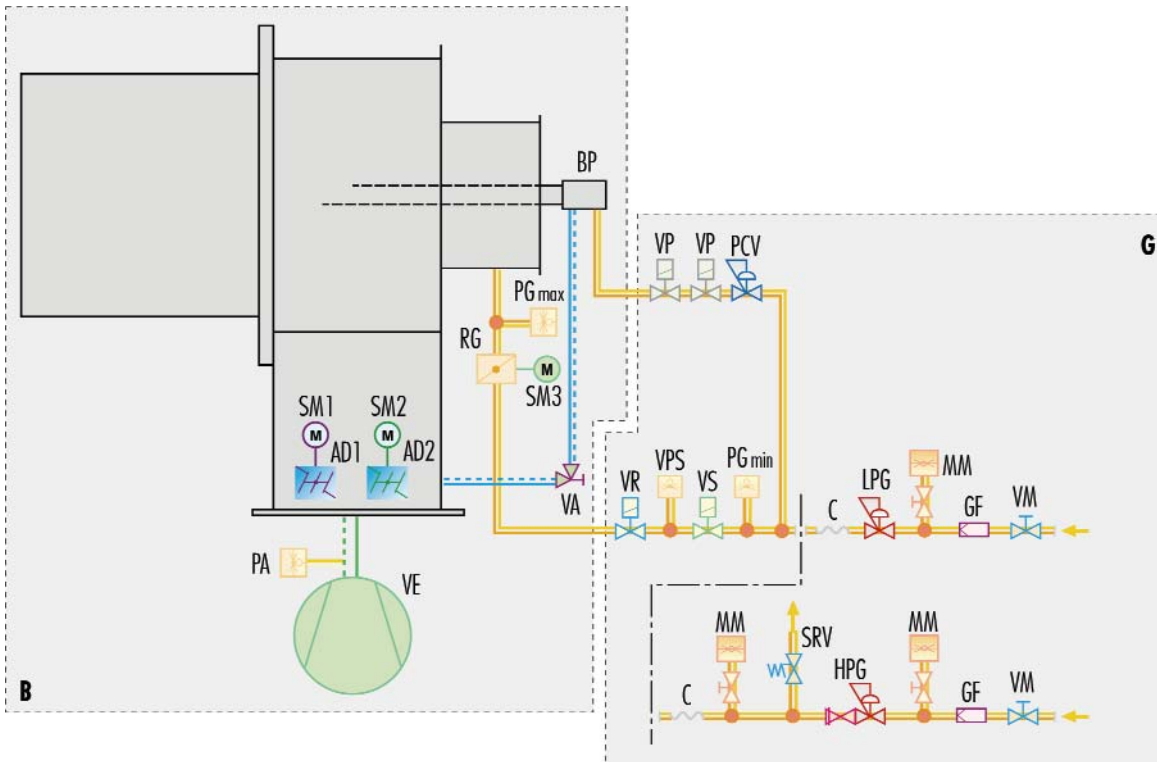 BP
G
VP VP PCV
PG max
RG
M
SM3
SM1 SM2
M M
AD1 AD2
VA
VR VPS VS PG min
C LPG MM GF VM
PA
VE
B
MM SRV MM
HPG
C GF VM